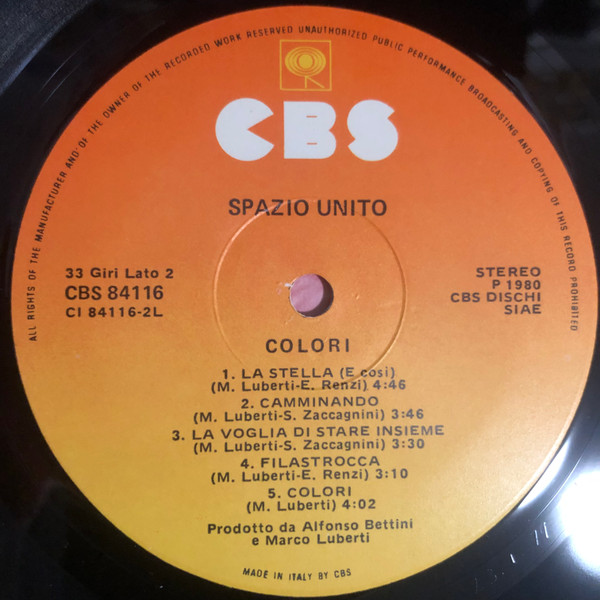 ALL RIGHTS OF THE MANUFACTURER AND OF THE OWNER OF THE RECORDED WORK RESERVED UNAUTHORIZED PUBLIC PERFORMANCE BROADCASTING AND COPYING OF THIS RECORD PROHIBITED
CBS
SPAZIO UNITO
33 Giri Lato 2
CBS 84116
CI 84116-2L
STEREO
P 1980
CBS DISCHI
SIAE
COLORI
1. LA STELLA (E così)
(M. Luberti-E. Renzi) 4:46
2. CAMMINANDO
(M. Luberti-S. Zaccagnini) 3:46
3. LA VOGLIA DI STARE INSIEME
(M. Luberti-S. Zaccagnini) 3:30
4. FILASTROCCA
(M. Luberti-E. Renzi) 3:10
5. COLORI
(M. Luberti) 4:02
Prodotto da Alfonso Bettini
e Marco Luberti
MADE IN ITALY BY CBS